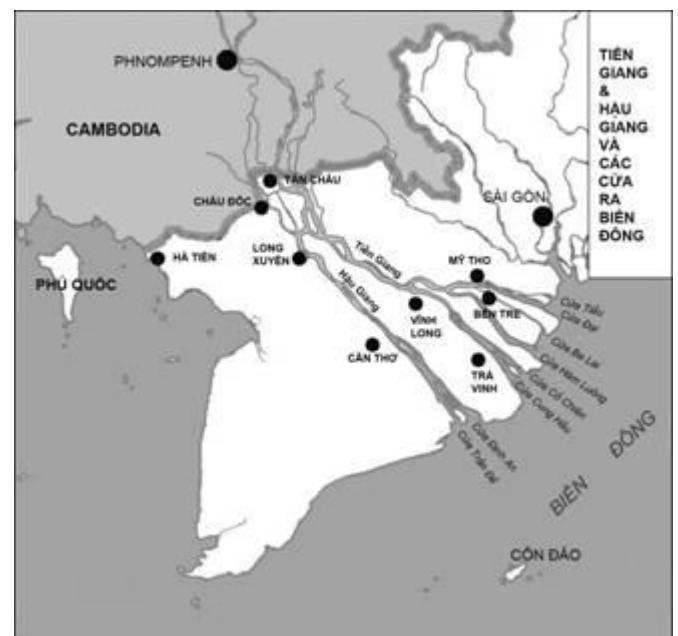 PHNOMPENH
CAMBODIA
TIỀN
GIANG
&
HẬU
GIANG
VÀ
CÁC
CỬA
RA
BIỂN
ĐÔNG
TÂN CHÂU
CHÂU ĐỐC
SÀI GÒN
HÀ TIÊN
LONG
XUYÊN
Tiền Giang
MỸ THO
PHÚ QUỐC
Hậu Giang
BẾN TRE
VĨNH
LONG
Cửa Tiểu
Cửa Đại
CẦN THƠ
TRÀ
VINH
Cửa Ba Lai
Cửa Hàm Luông
Cửa Cổ Chiên
Cửa Cung Hầu
Cửa Định An
Cửa Trần Đề
BIỂN ĐÔNG
CÔN ĐẢO